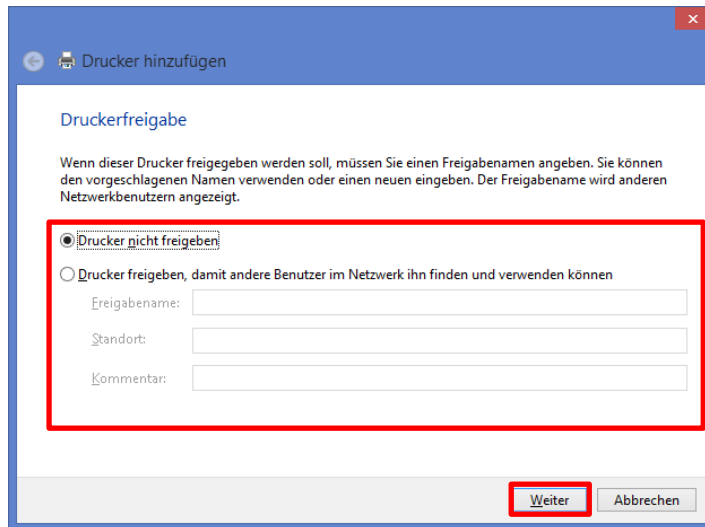 Drucker hinzufügen
Druckerfreigabe
Wenn dieser Drucker freigegeben werden soll, müssen Sie einen Freigabenamen angeben. Sie können
den vorgeschlagenen Namen verwenden oder einen neuen eingeben. Der Freigabename wird anderen
Netzwerkbenutzern angezeigt.
Drucker nicht freigeben
Drucker freigeben, damit andere Benutzer im Netzwerk ihn finden und verwenden können
Freigabename:
Standort:
Kommentar:
Weiter Abbrechen